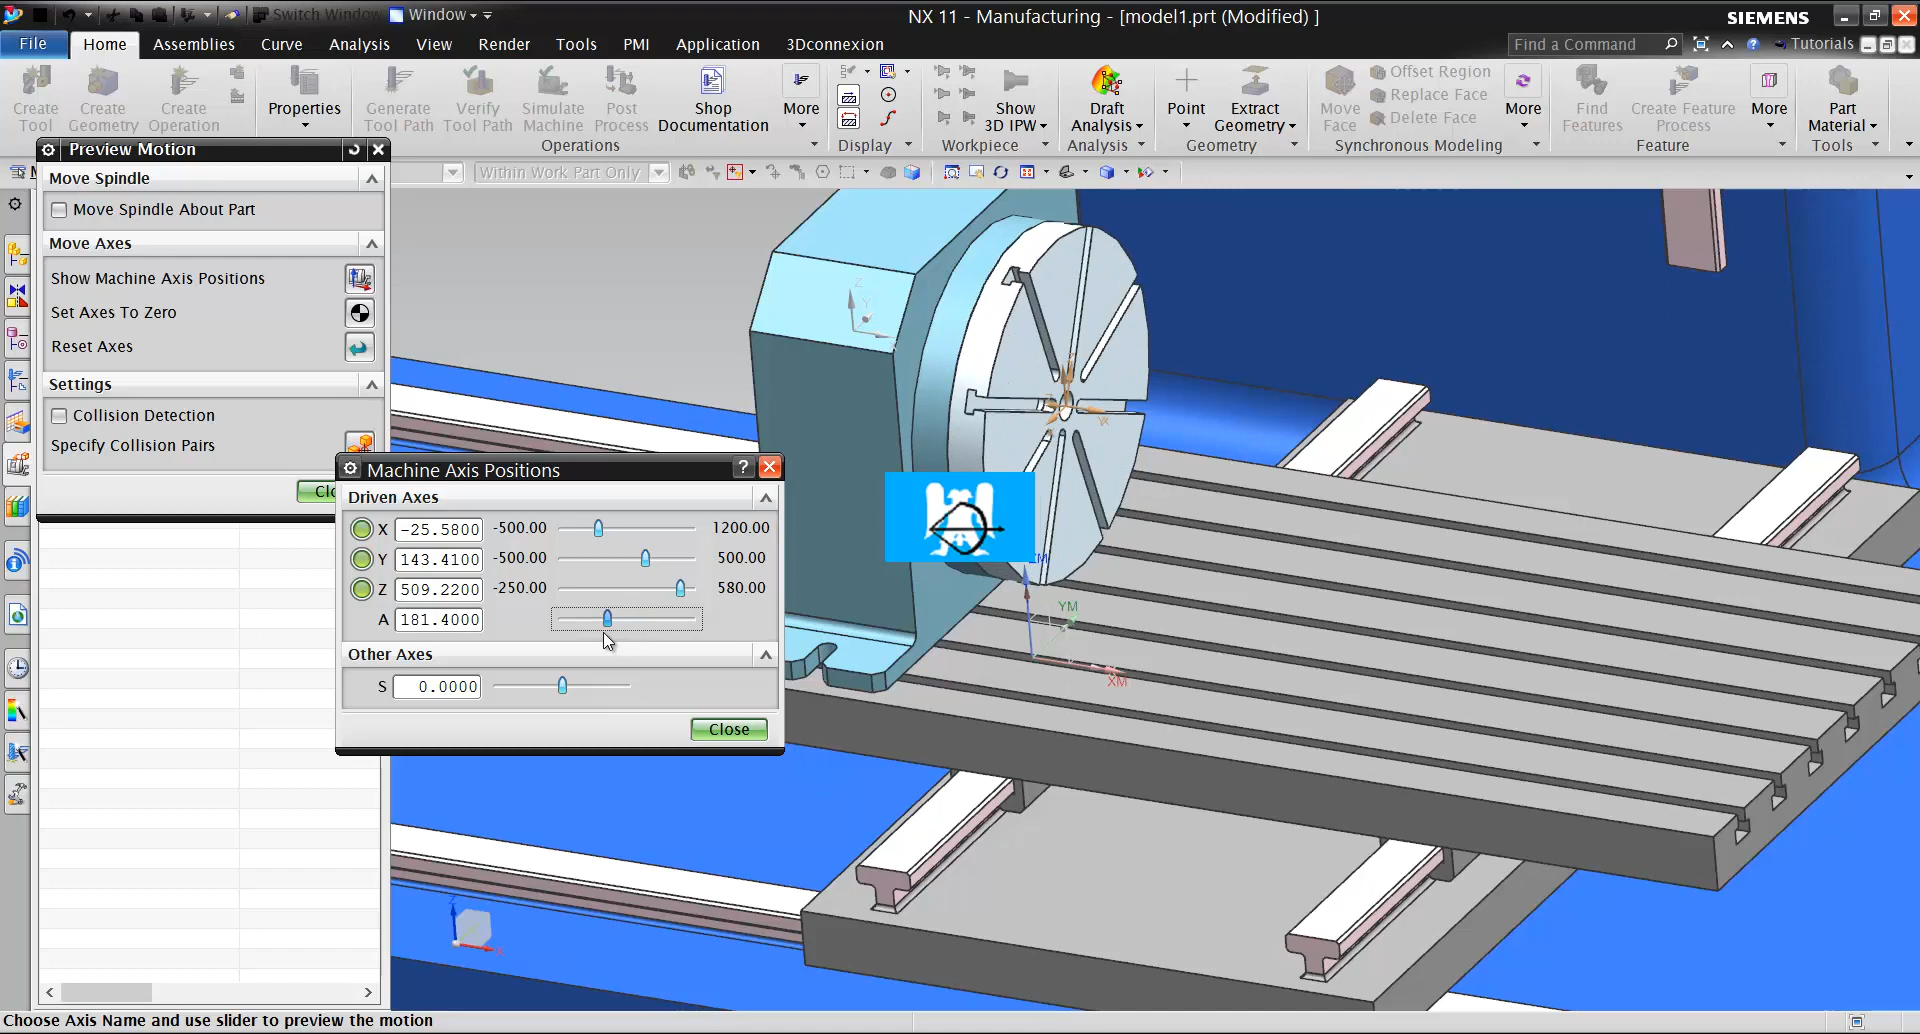 Switch Window Window
NX 11 - Manufacturing - [model1.prt (Modified) ]
SIEMENS
File Home Assemblies Curve Analysis View Render Tools PMI Application 3Dconnexion
Find a Command
Tutorials
Create Tool
Create Geometry
Create Operation
Properties
Generate Tool Path
Verify Tool Path
Simulate Machine
Post Process
Shop Documentation
More
Operations
Display
Show 3D IPW
Workpiece
Draft Analysis
Analysis
Point
Extract Geometry
Geometry
Move Face
Offset Region
Replace Face
Delete Face
More
Synchronous Modeling
Find Features
Create Feature Process
More
Feature
Part Material
Tools
Within Work Part Only
Preview Motion
Move Spindle
Move Spindle About Part
Move Axes
Show Machine Axis Positions
Set Axes To Zero
Reset Axes
Settings
Collision Detection
Specify Collision Pairs
Machine Axis Positions
Driven Axes
X -25.5800 -500.00 1200.00
Y 143.4100 -500.00 500.00
Z 509.2200 -250.00 580.00
A 181.4000
Other Axes
S 0.0000
Close
YM
XM
Choose Axis Name and use slider to preview the motion